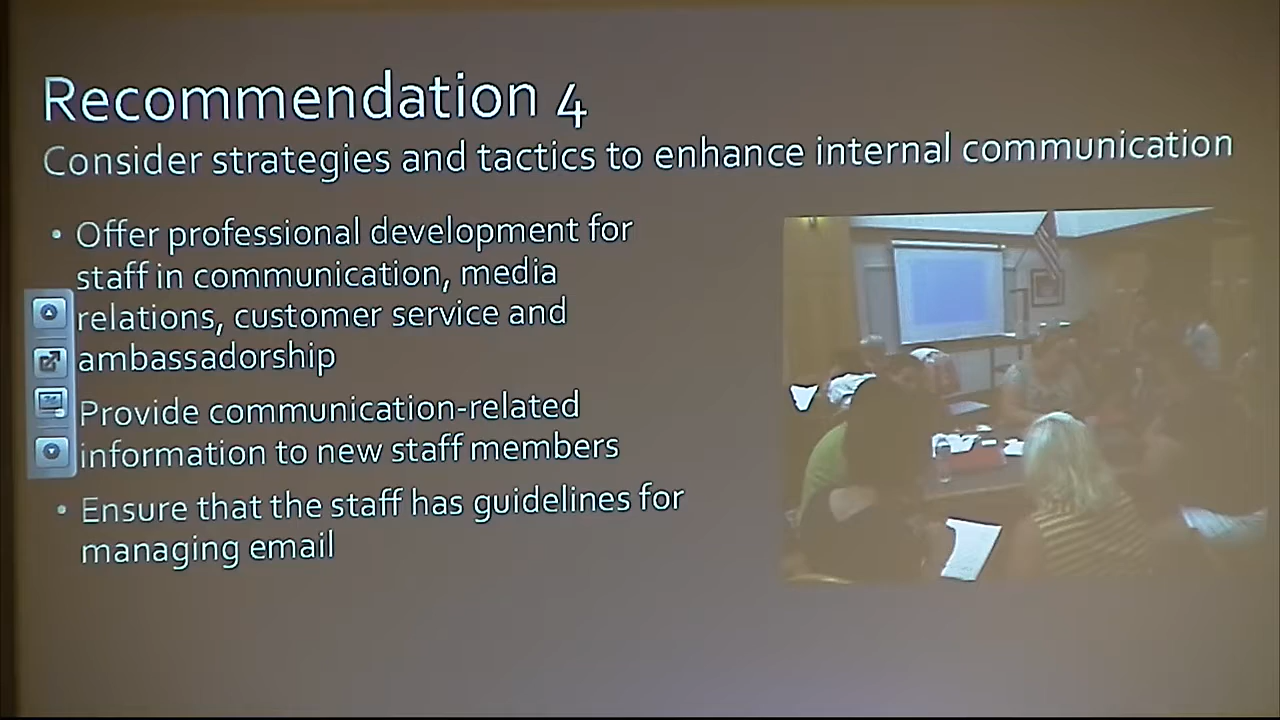 Recommendation 4
Consider strategies and tactics to enhance internal communication
• Offer professional development for
staff in communication, media
relations, customer service and
ambassadorship
Provide communication-related
information to new staff members
• Ensure that the staff has guidelines for
managing email